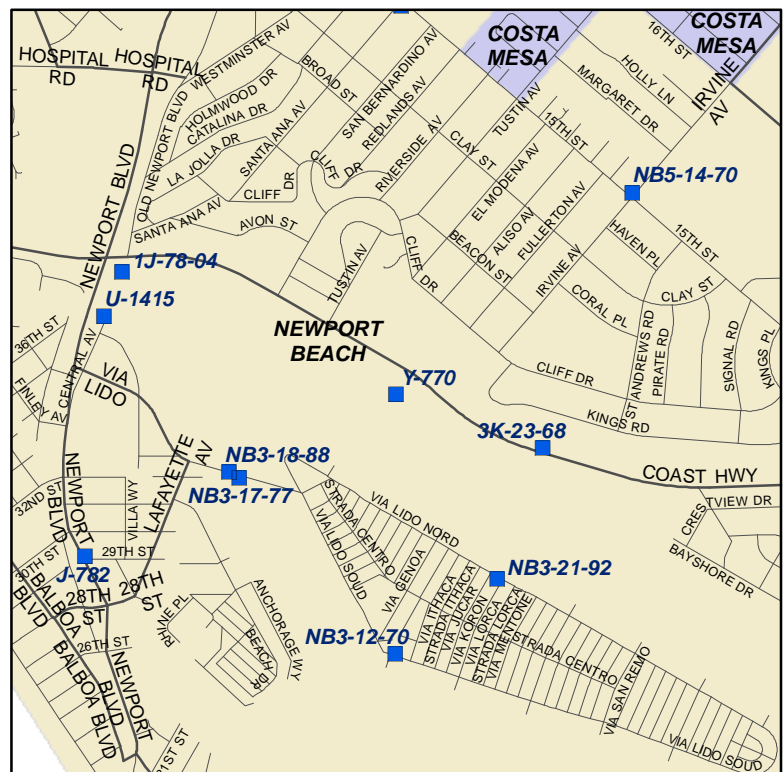 COSTA
MESA
COSTA
MESA
16TH ST
HOSPITAL
RD
HOSPITAL
RD
WESTMINSTER AV
BROAD ST
SAN BERNARDINO AV
REDLANDS AV
RIVERSIDE AV
CLAY ST
TUSTIN AV
15TH ST
HOLLY LN
MARGARET DR
IRVINE
AV
NEWPORT BLVD
OLD NEWPORT BLVD
HOLMWOOD DR
CATALINA DR
LA JOLLA DR
SANTA ANA AV
SANTA ANA AV
CLIFF
DR
CLIFF
DR
AVON ST
TUSTIN AV
CLIFF DR
EL MODENA AV
ALISO AV
FULLERTON AV
BEACON ST
IRVINE AV
NB5-14-70
HAVEN PL
15TH ST
CLAY ST
CORAL PL
ST ANDREWS RD
PIRATE RD
SIGNAL RD
KINGS PL
1J-78-04
U-1415
NEWPORT
BEACH
36TH ST
CENTRAL AV
FINLEY AV
VIA
LIDO
Y-770
CLIFF DR
KINGS RD
3K-23-68
COAST HWY
LAFAYETTE
AV
NB3-18-88
NB3-17-77
32ND ST
NEWPORT
BLVD
VILLA WY
29TH ST
J-782
30TH ST
28TH
ST
28TH
ST
26TH ST
BALBOA
BLVD
BALBOA BLVD
NEWPORT
BLVD
21ST ST
RHINE PL
BEACH
DR
ANCHORAGE WY
STRADA CENTRO
VIA LIDO SOUD
VIA LIDO NORD
VIA GENOA
NB3-21-92
NB3-12-70
VIA ITHACA
STRADA ITHACA
VIA JUCAR
VIA KORON
VIA LORCA
STRADA LORCA
VIA MENTONE
STRADA CENTRO
VIA SAN REMO
VIA LIDO SOUD
CRES
TVIEW DR
BAYSHORE DR